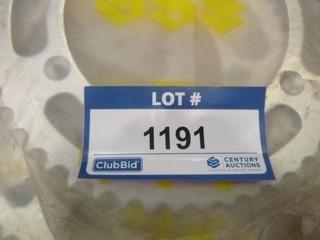 LOT #
1191
ClubBid
CENTURY
AUCTIONS